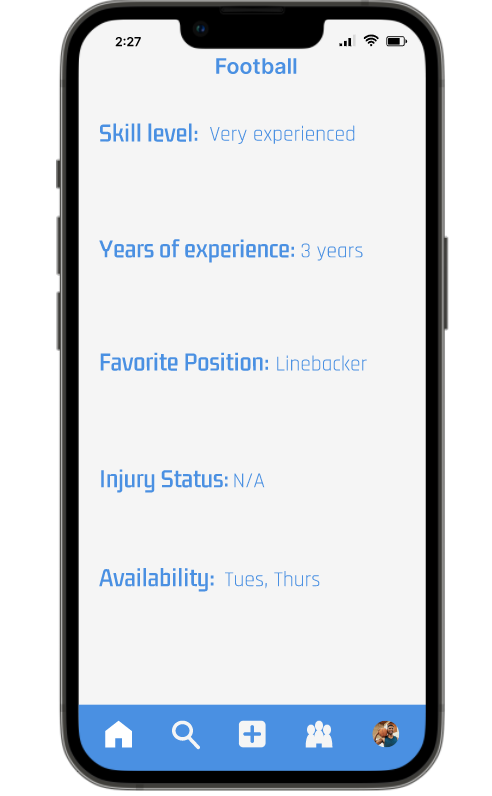 2:27
Football
Skill level: Very experienced
Years of experience: 3 years
Favorite Position: Linebacker
Injury Status: N/A
Availability: Tues, Thurs